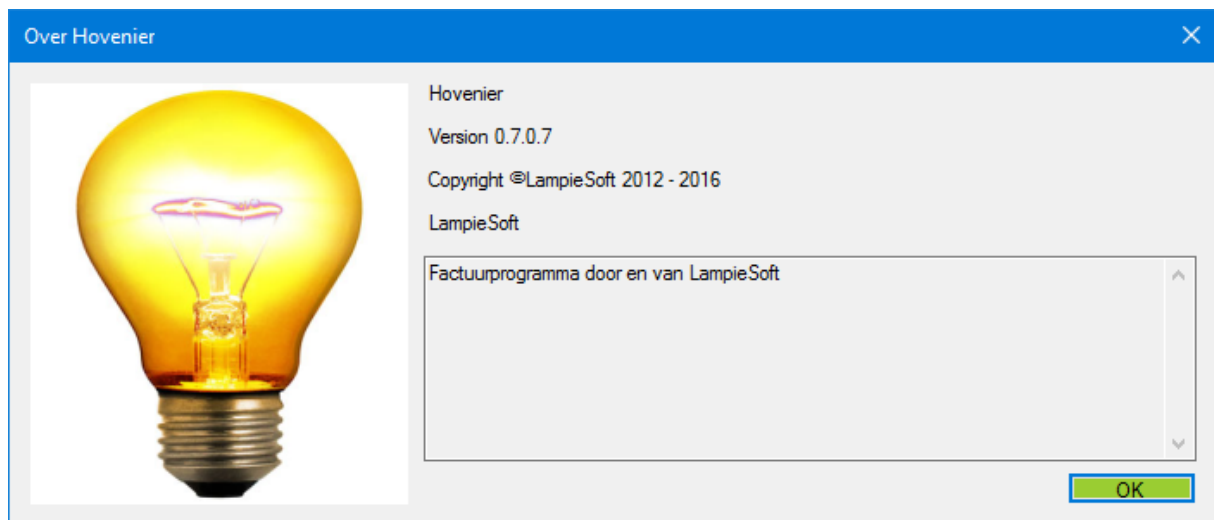 Over Hovenier
Hovenier
Version 0.7.0.7
Copyright ©LampieSoft 2012 - 2016
LampieSoft
Factuurprogramma door en van LampieSoft
OK